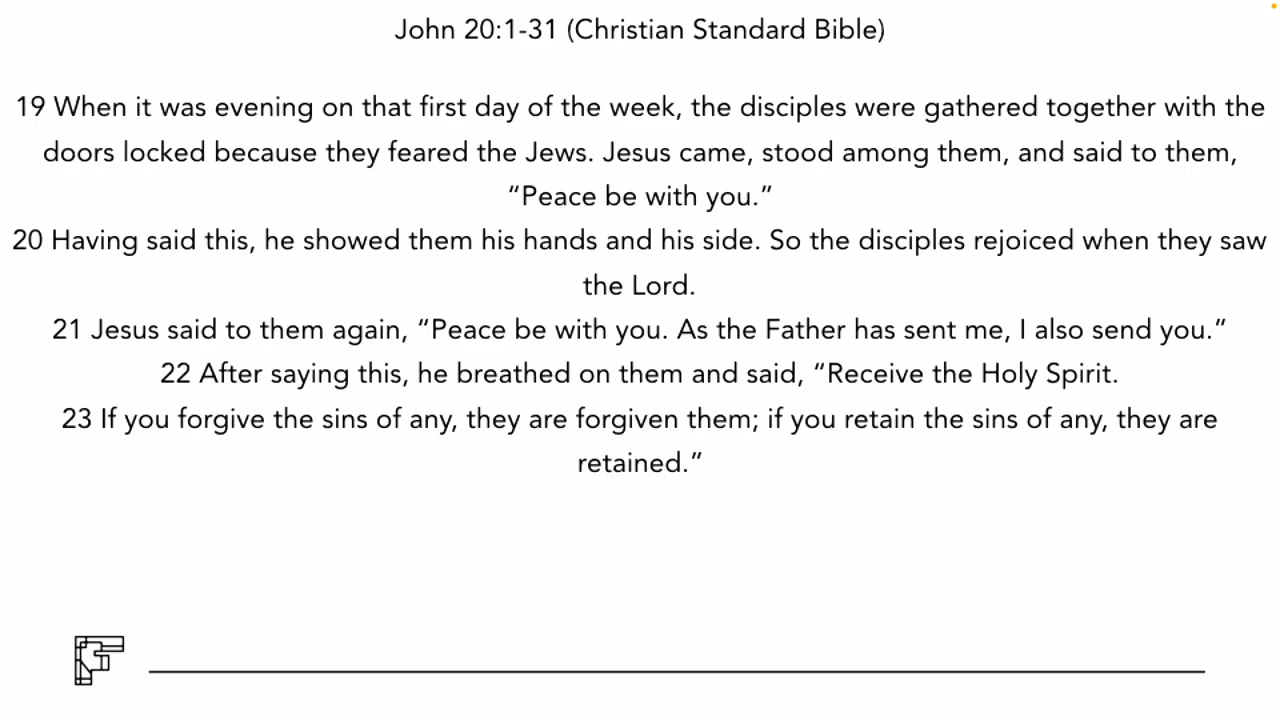 John 20:1-31 (Christian Standard Bible)
19 When it was evening on that first day of the week, the disciples were gathered together with the
doors locked because they feared the Jews. Jesus came, stood among them, and said to them,
“Peace be with you.”
20 Having said this, he showed them his hands and his side. So the disciples rejoiced when they saw
the Lord.
21 Jesus said to them again, “Peace be with you. As the Father has sent me, I also send you.”
22 After saying this, he breathed on them and said, “Receive the Holy Spirit.
23 If you forgive the sins of any, they are forgiven them; if you retain the sins of any, they are
retained.”